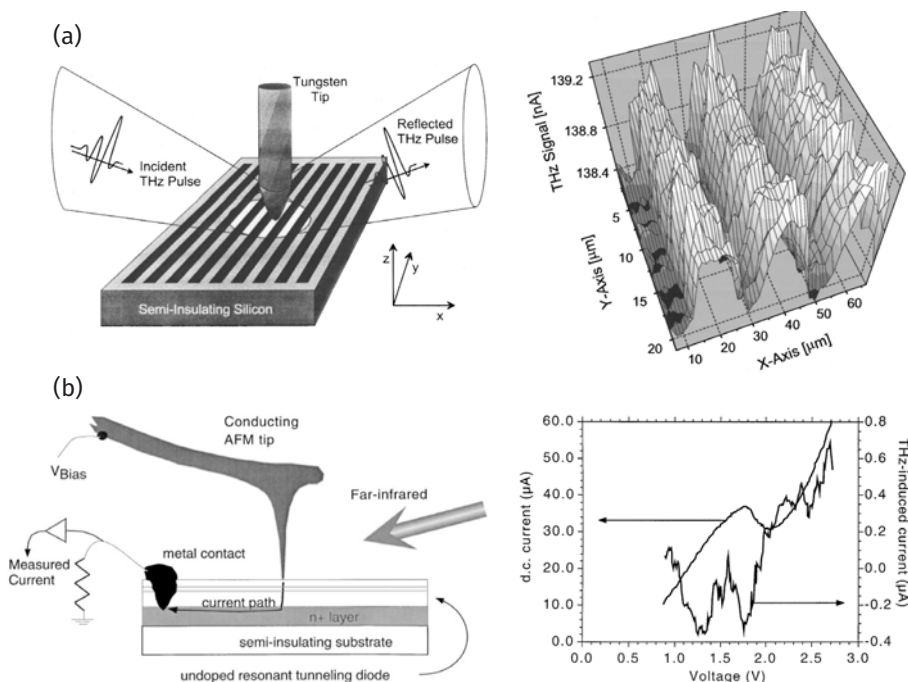 (a)
Tungsten
Tip
Incident
THz Pulse
Reflected
THz Pulse
Semi-Insulating Silicon
z
y
x
THz Signal [nA]
139.2
138.8
138.4
Y-Axis [µm]
5
10
15
20
X-Axis [µm]
10
20
30
40
50
60
(b)
Conducting
AFM tip
VBias
Far-infrared
metal contact
Measured
Current
current path
n+ layer
semi-insulating substrate
undoped resonant tunneling diode
d.c. current (µA)
60.0
50.0
40.0
30.0
20.0
10.0
0.0
0.0 0.5 1.0 1.5 2.0 2.5 3.0
Voltage (V)
0.8
0.6
0.4
0.2
0.0
-0.2
-0.4
THz-induced current (µA)